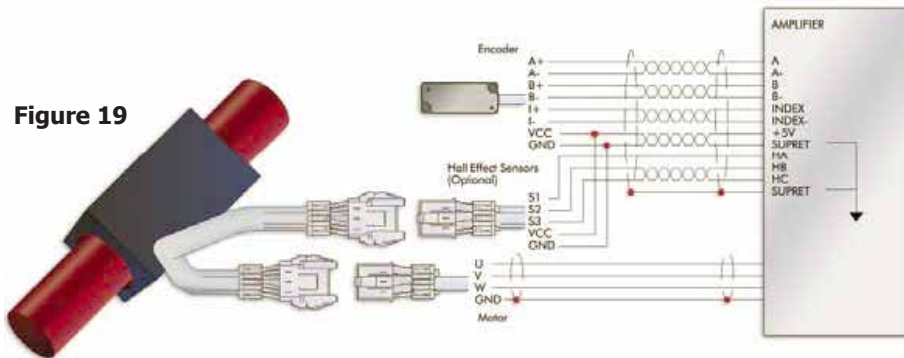 Figure 19
Encoder
A+
A-
B+
B-
I+
I-
VCC
GND
Hall Effect Sensors
(Optional)
S1
S2
S3
VCC
GND
U
V
W
GND
Motor
AMPLIFIER
A
A-
B
B-
INDEX
INDEX-
+5V
SUPRET
HA
HB
HC
SUPRET